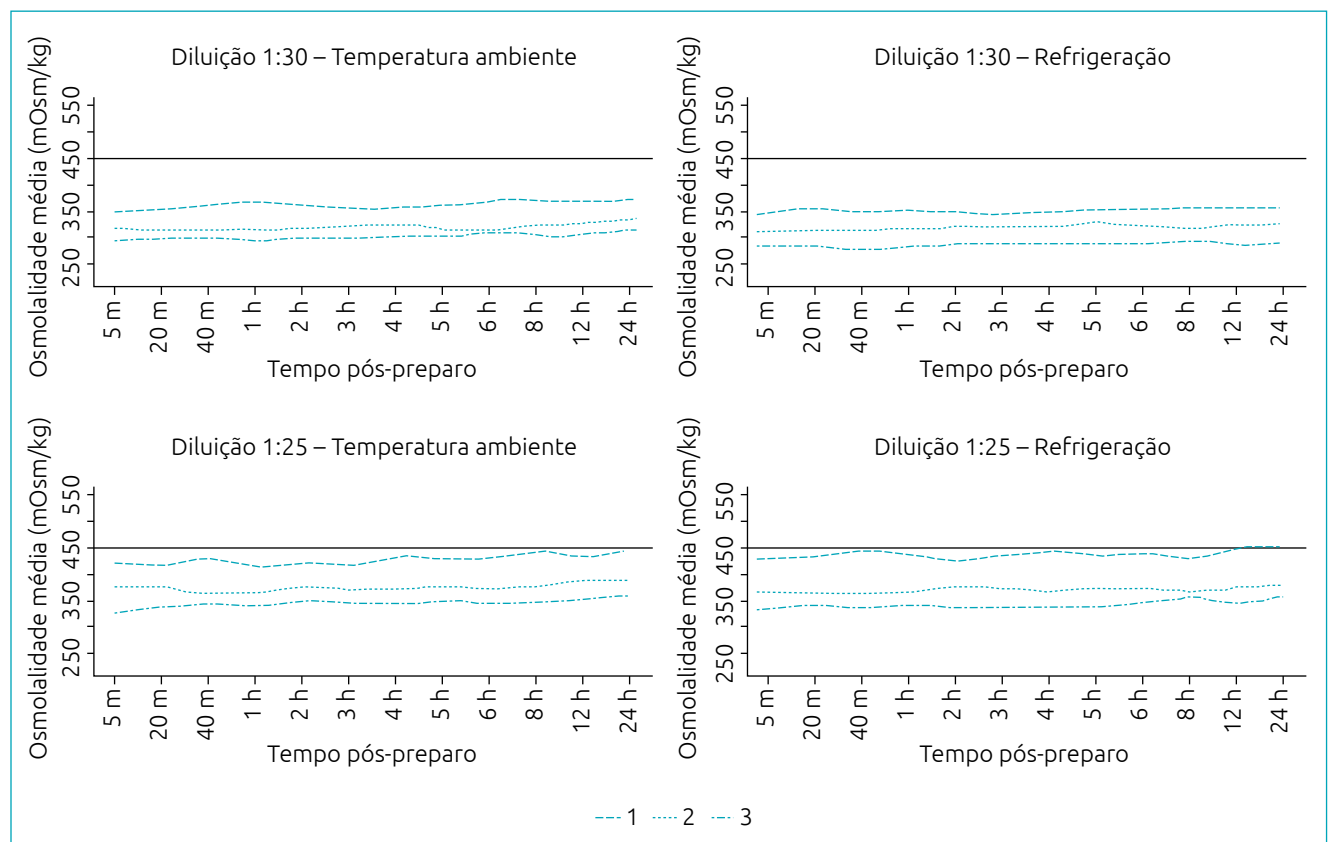 Diluição 1:30 – Temperatura ambiente
Osmolalidade média (mOsm/kg)
550
450
350
250
5 m 20 m 40 m 1 h 2 h 3 h 4 h 5 h 6 h 8 h 12 h 24 h
Tempo pós-preparo
Diluição 1:30 – Refrigeração
Osmolalidade média (mOsm/kg)
550
450
350
250
5 m 20 m 40 m 1 h 2 h 3 h 4 h 5 h 6 h 8 h 12 h 24 h
Tempo pós-preparo
Diluição 1:25 – Temperatura ambiente
Osmolalidade média (mOsm/kg)
550
450
350
250
5 m 20 m 40 m 1 h 2 h 3 h 4 h 5 h 6 h 8 h 12 h 24 h
Tempo pós-preparo
Diluição 1:25 – Refrigeração
Osmolalidade média (mOsm/kg)
550
450
350
250
5 m 20 m 40 m 1 h 2 h 3 h 4 h 5 h 6 h 8 h 12 h 24 h
Tempo pós-preparo
1 2 3